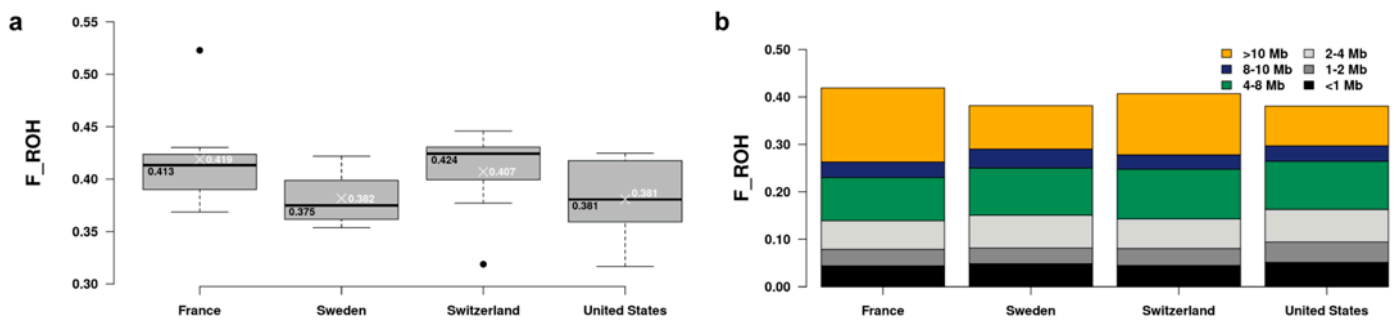 a
F_ROH
0.55
0.50
0.45
0.40
0.35
0.30
0.419
0.413
0.382
0.375
0.424
0.407
0.381
0.381
France
Sweden
Switzerland
United States
b
F_ROH
0.50
0.40
0.30
0.20
0.10
0.00
>10 Mb
8-10 Mb
4-8 Mb
2-4 Mb
1-2 Mb
<1 Mb
France
Sweden
Switzerland
United States